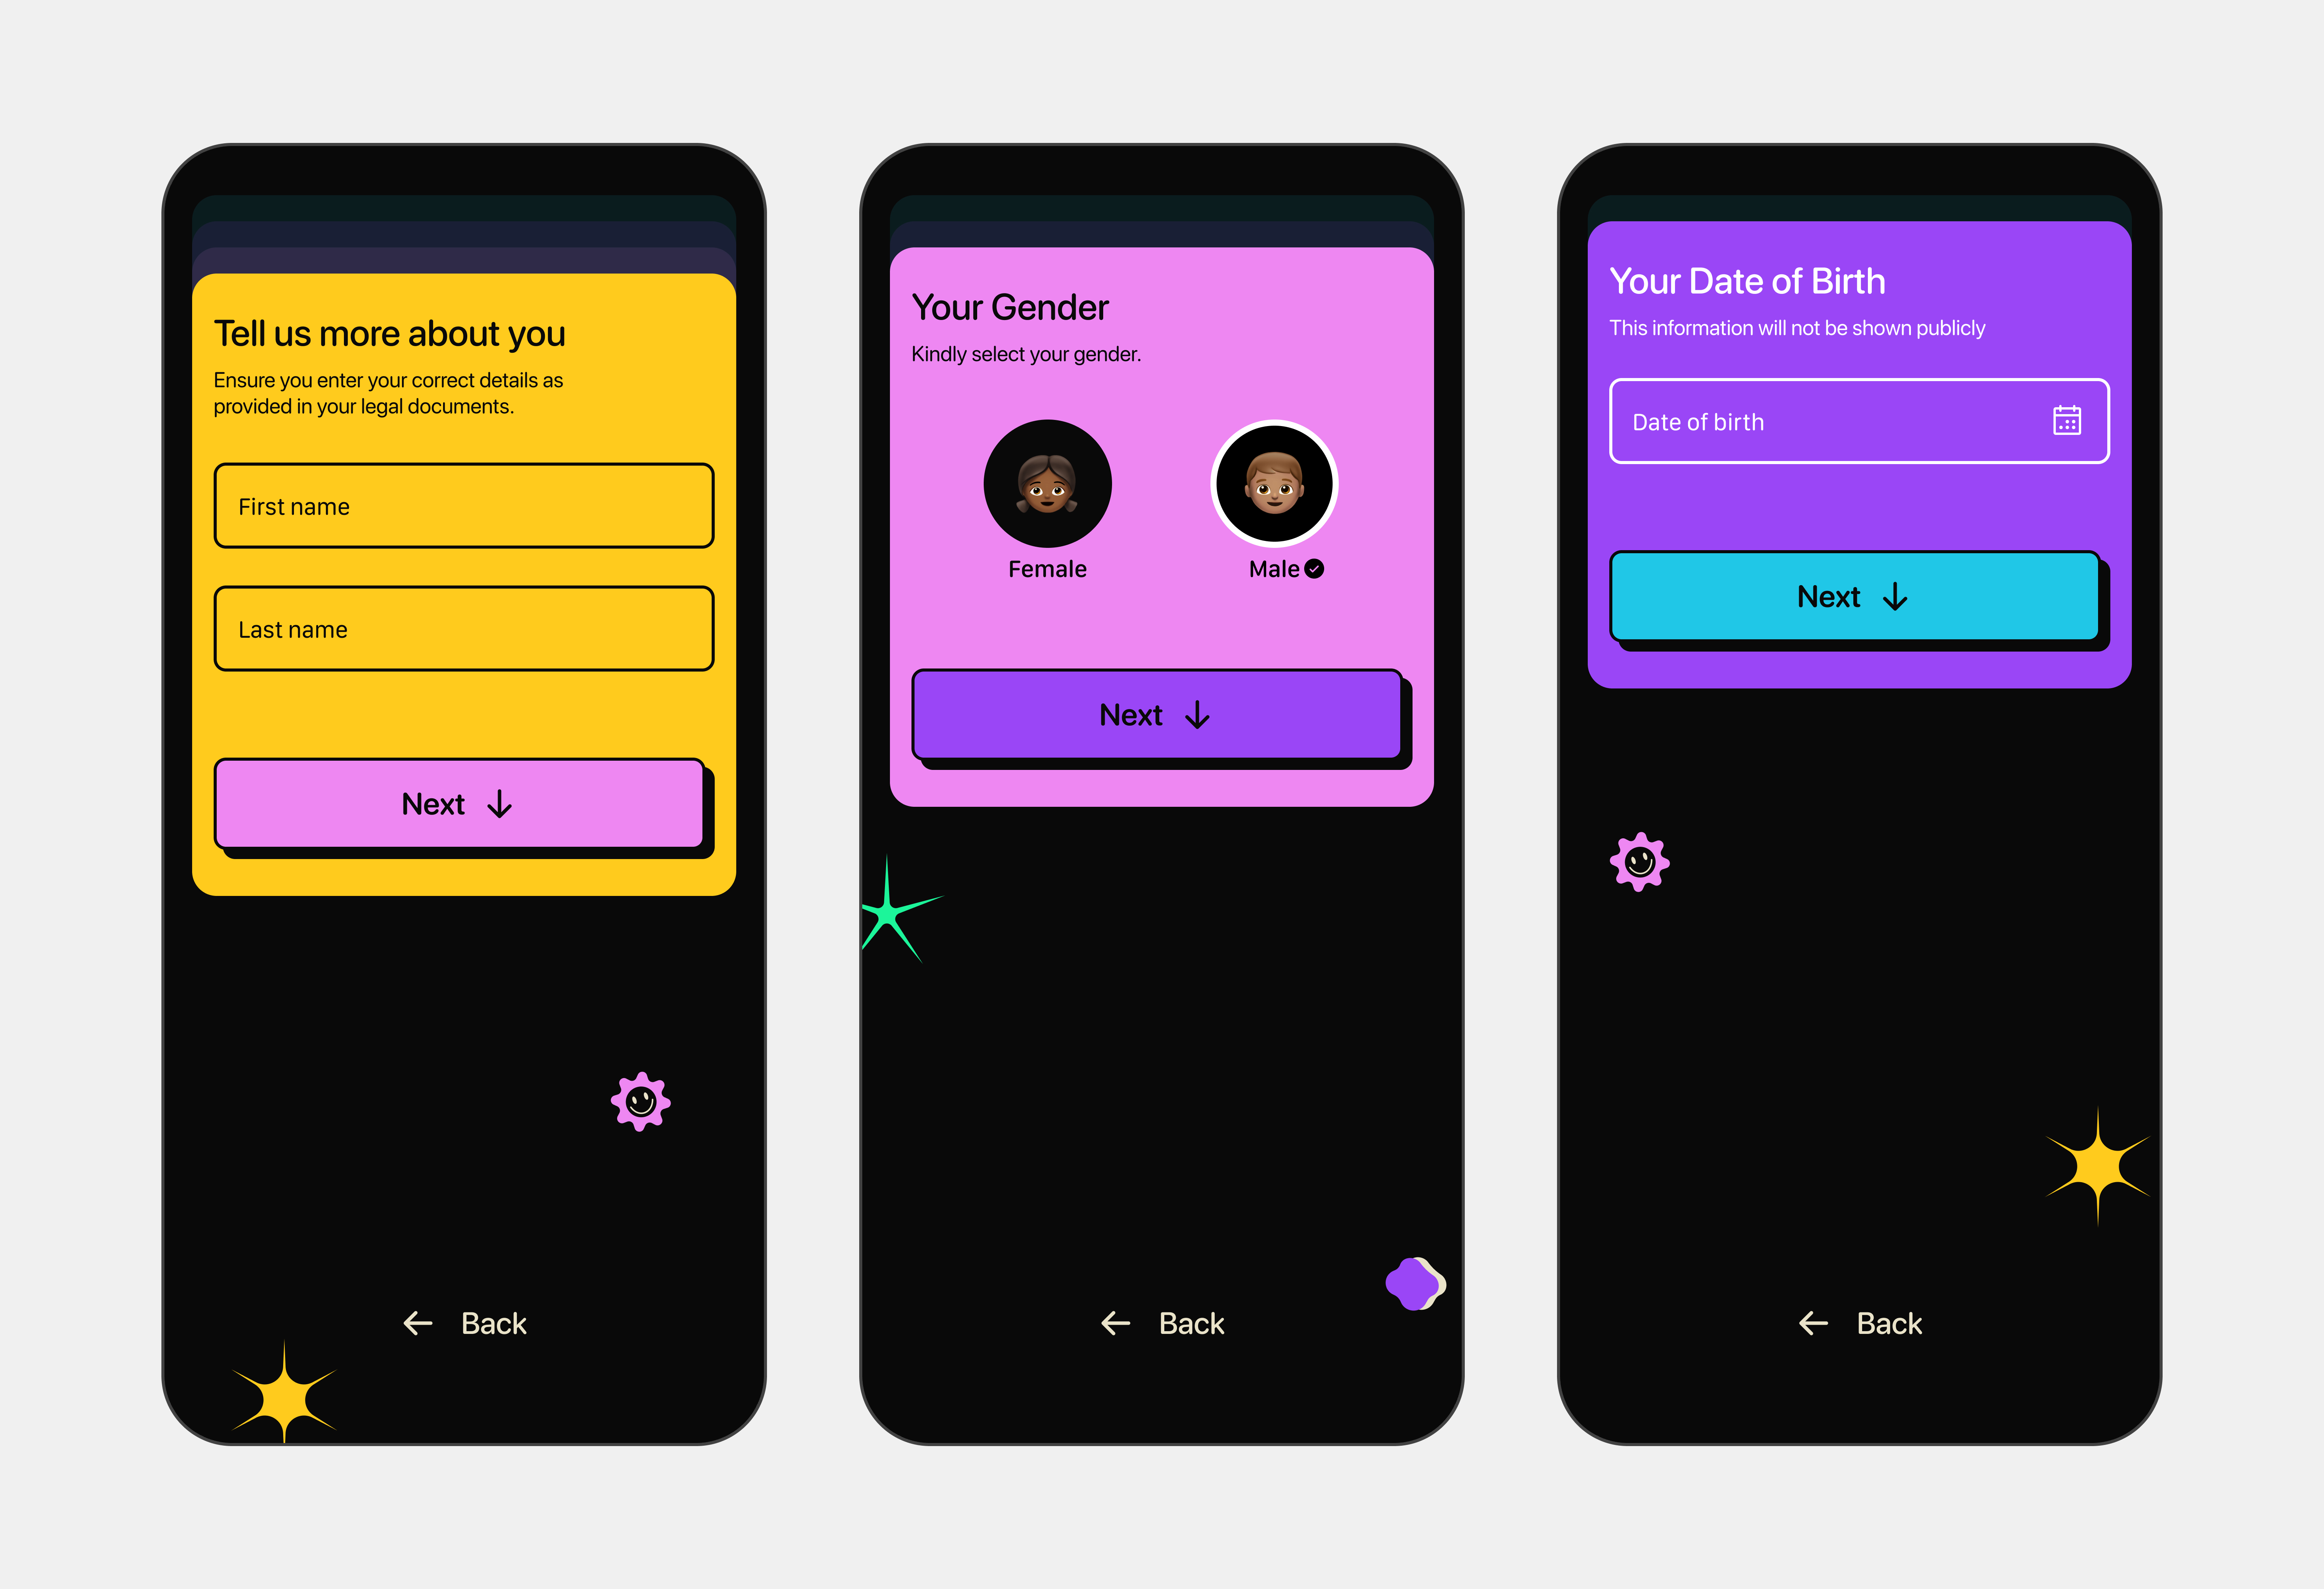 Tell us more about you
Ensure you enter your correct details as
provided in your legal documents.
First name
Last name
Next
Back
Your Gender
Kindly select your gender.
Female
Male
Next
Back
Your Date of Birth
This information will not be shown publicly
Date of birth
Next
Back